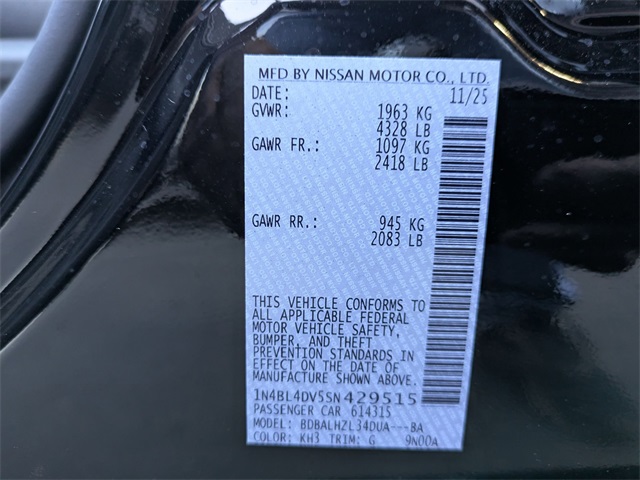 MFD BY NISSAN MOTOR CO., LTD.
DATE: 11/25
GVWR: 1963 KG
4328 LB
GAWR FR.: 1097 KG
2418 LB
GAWR RR.: 945 KG
2083 LB
THIS VEHICLE CONFORMS TO
ALL APPLICABLE FEDERAL
MOTOR VEHICLE SAFETY,
BUMPER, AND THEFT
PREVENTION STANDARDS IN
EFFECT ON THE DATE OF
MANUFACTURE SHOWN ABOVE.
1N4BL4DV5SN429515
PASSENGER CAR 614315
MODEL: BDBALHZL34DUA---BA
COLOR: KH3 TRIM: G 9N00A